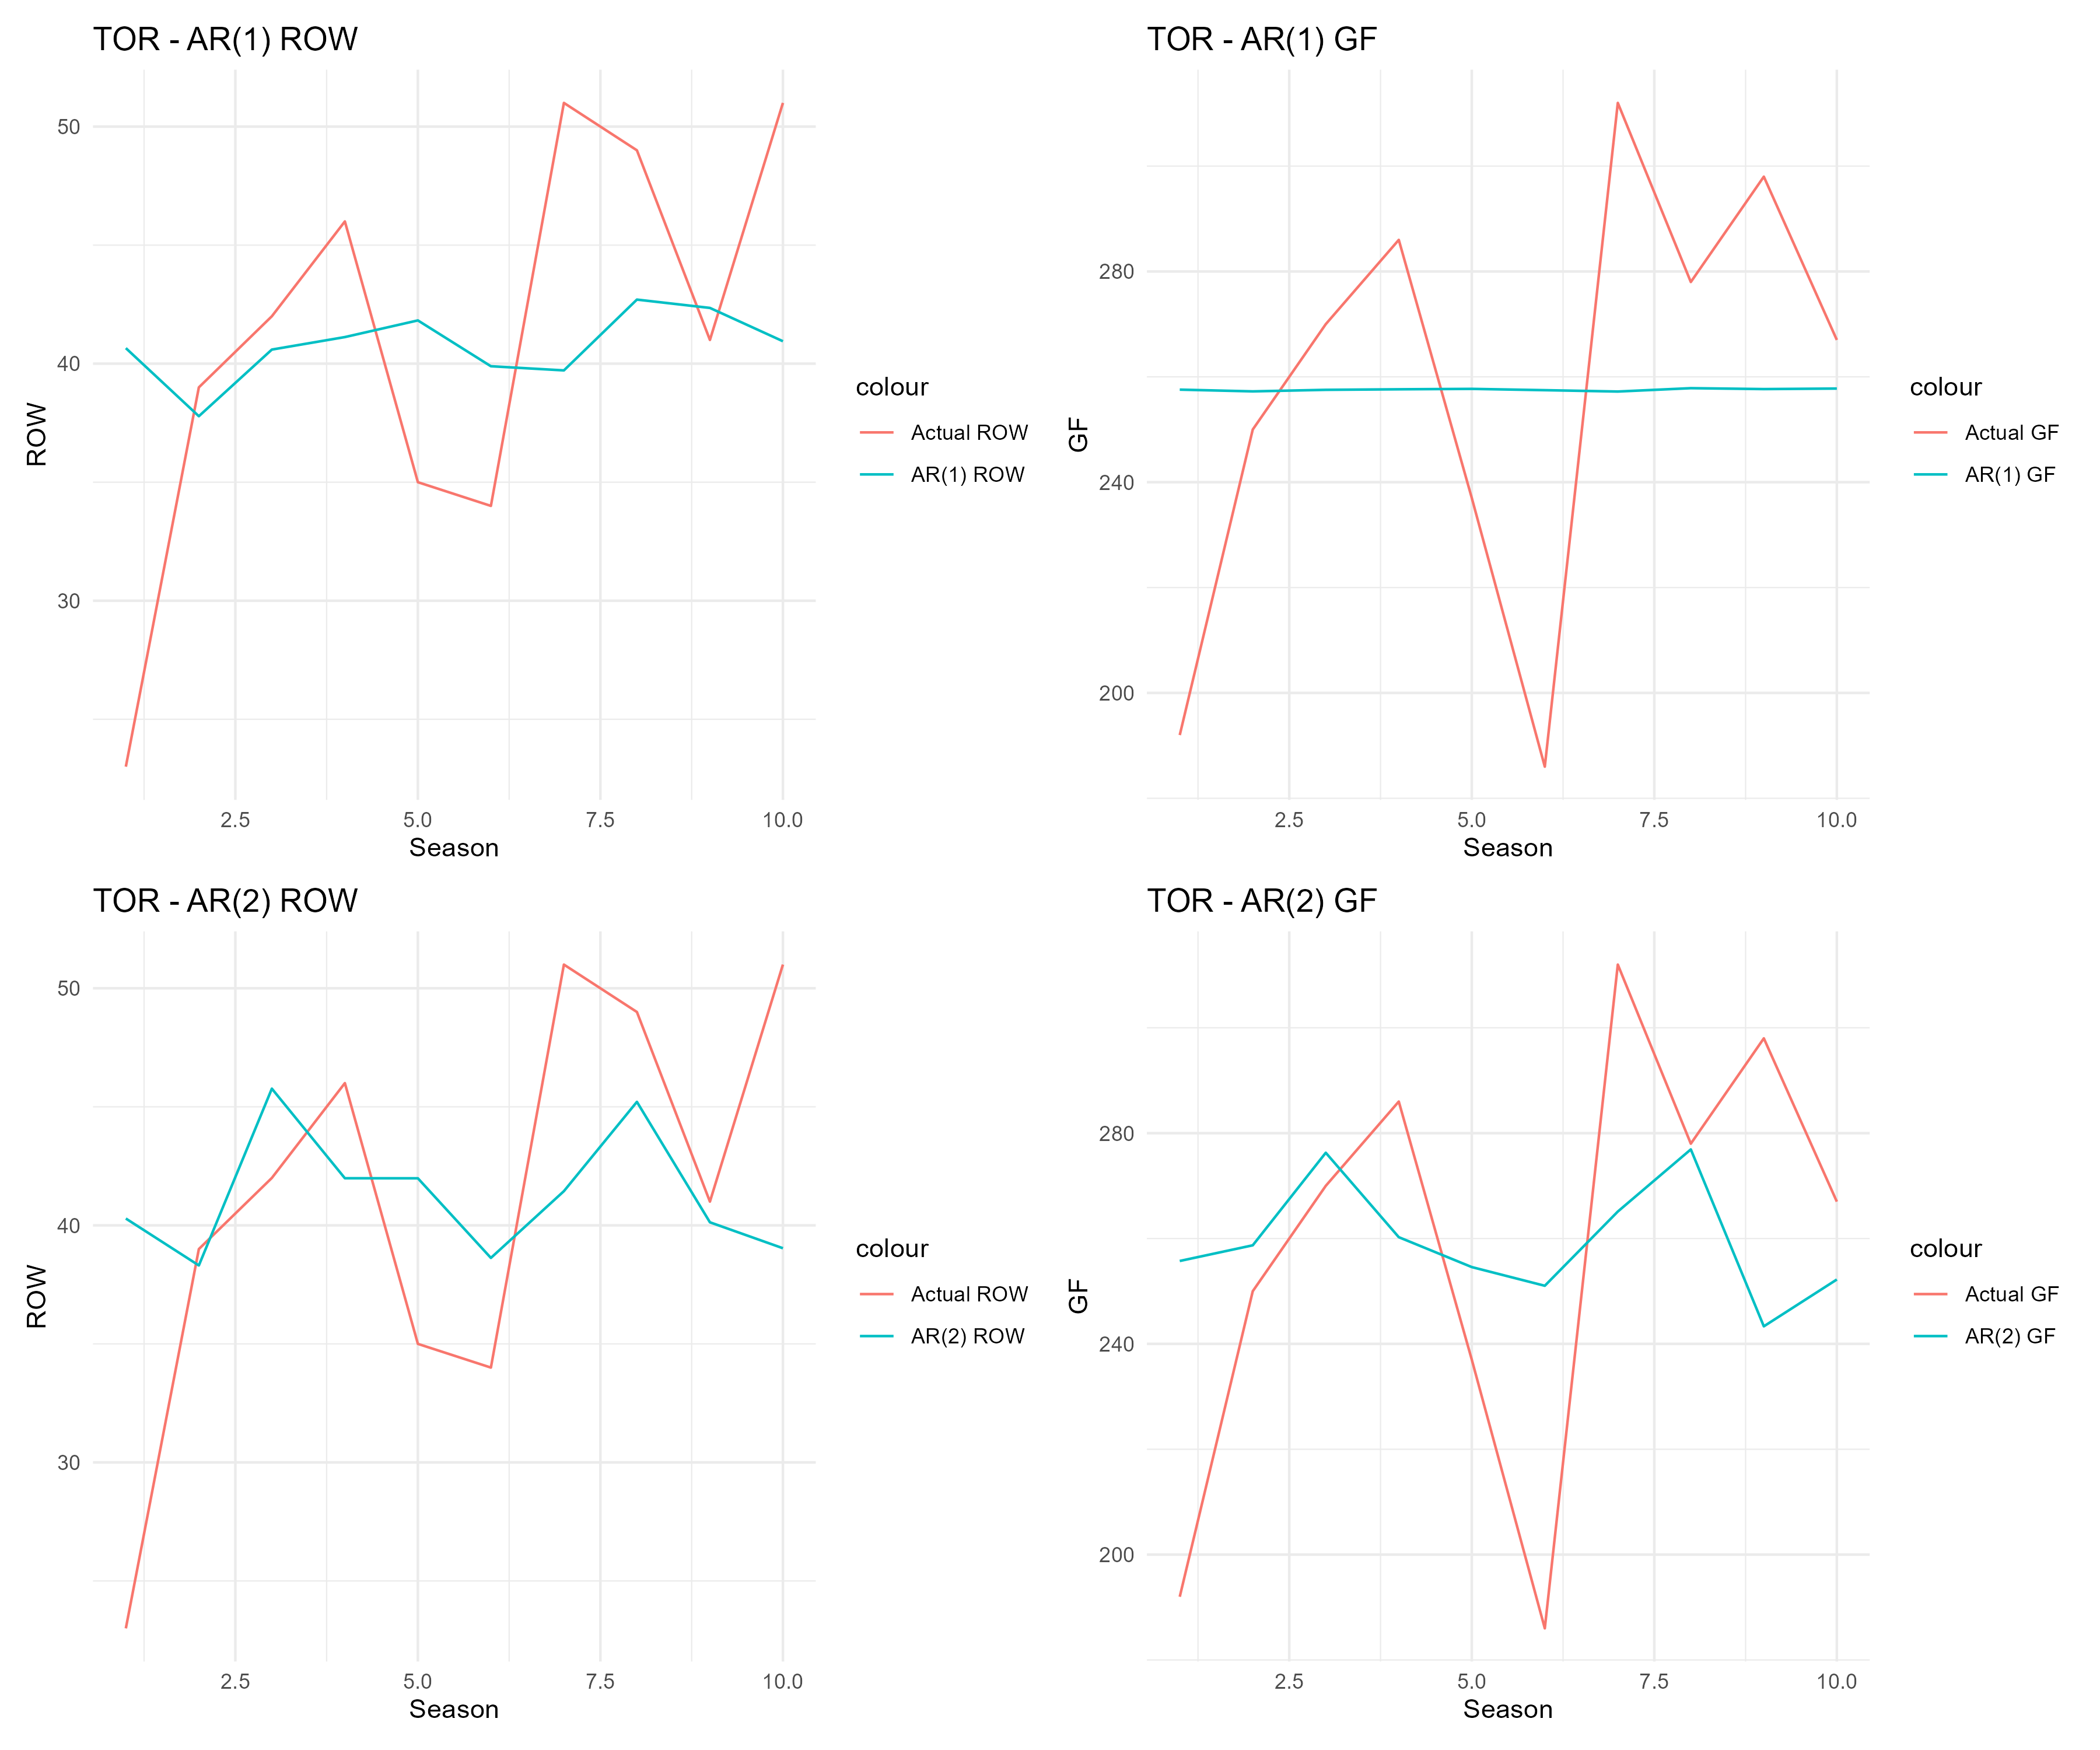 TOR - AR(1) ROW
50
40
30
ROW
2.5 5.0 7.5 10.0
Season
colour
Actual ROW
AR(1) ROW
TOR - AR(1) GF
280
240
200
GF
2.5 5.0 7.5 10.0
Season
colour
Actual GF
AR(1) GF
TOR - AR(2) ROW
50
40
30
ROW
2.5 5.0 7.5 10.0
Season
colour
Actual ROW
AR(2) ROW
TOR - AR(2) GF
280
240
200
GF
2.5 5.0 7.5 10.0
Season
colour
Actual GF
AR(2) GF